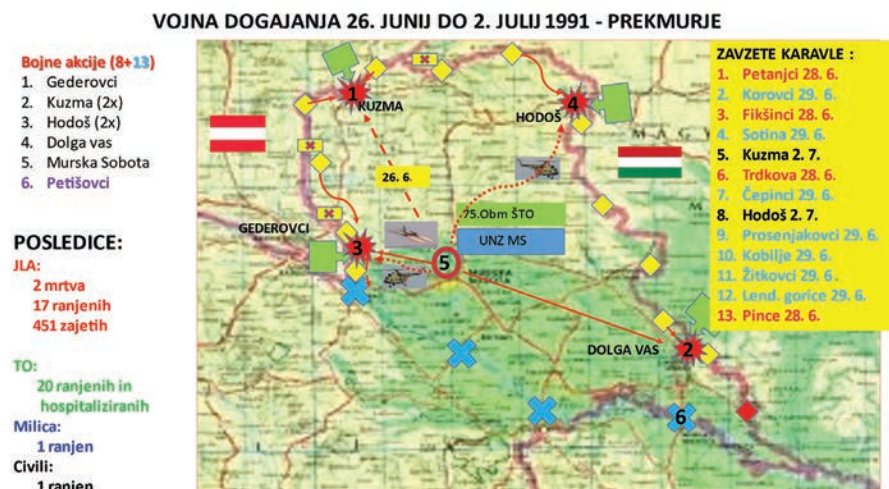 VOJNA DOGAJANJA 26. JUNIJ DO 2. JULIJ 1991 - PREKMURJE
Bojne akcije (8+13)
1. Gederovci
2. Kuzma (2x)
3. Hodoš (2x)
4. Dolga vas
5. Murska Sobota
6. Petišovci
POSLEDICE:
JLA:
2 mrtva
17 ranjenih
451 zajetih
TO:
20 ranjenih in
hospitaliziranih
Milica:
1 ranjen
Civili:
1 ranjen
1
KUZMA
4
HODOŠ
26. 6.
75.Obm ŠTO
UNZ MS
GEDEROVCI
3
5
DOLGA VAS
2
6
ZAVZETE KARAVLE :
1. Petanjci 28. 6.
2. Korovci 29. 6.
3. Fikšinci 28. 6.
4. Sotina 29. 6.
5. Kuzma 2. 7.
6. Trdkova 28. 6.
7. Čepinci 29. 6.
8. Hodoš 2. 7.
9. Prosenjakovci 29. 6.
10. Kobilje 29. 6.
11. Žitkovci 29. 6.
12. Lend. gorice 29. 6.
13. Pince 28. 6.